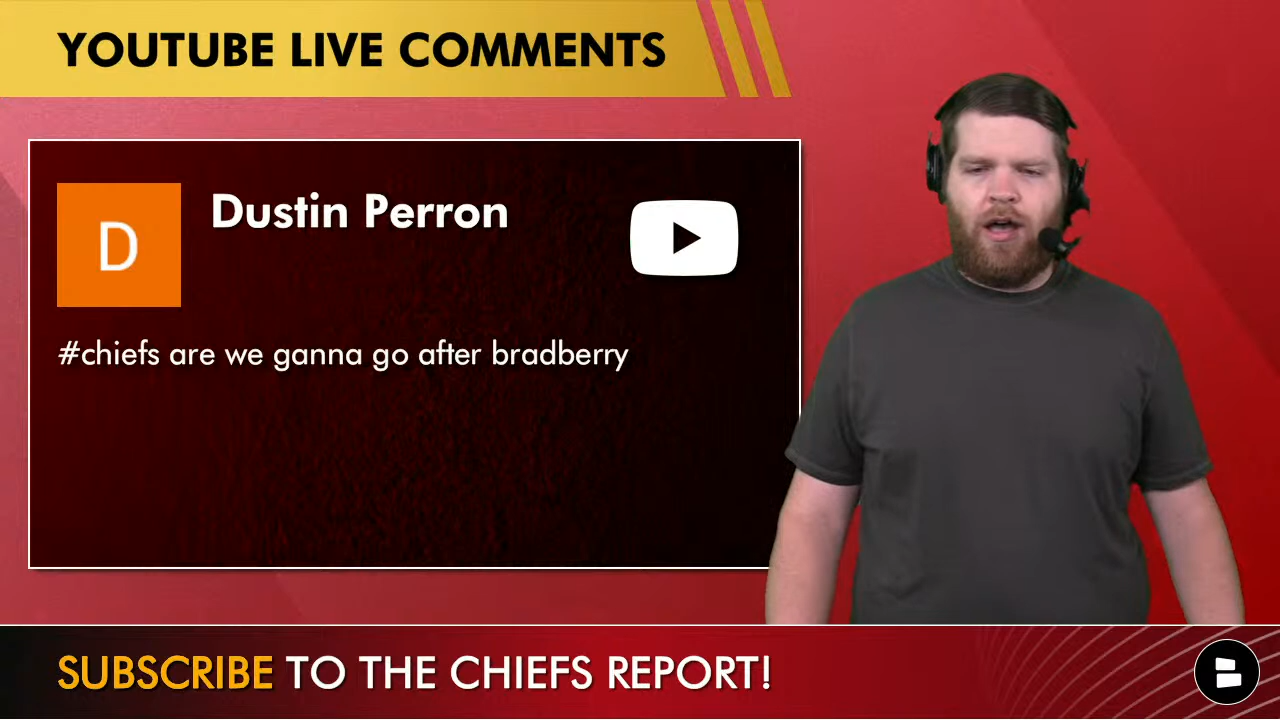 YOUTUBE LIVE COMMENTS
D
Dustin Perron
#chiefs are we ganna go after bradberry
SUBSCRIBE TO THE CHIEFS REPORT!